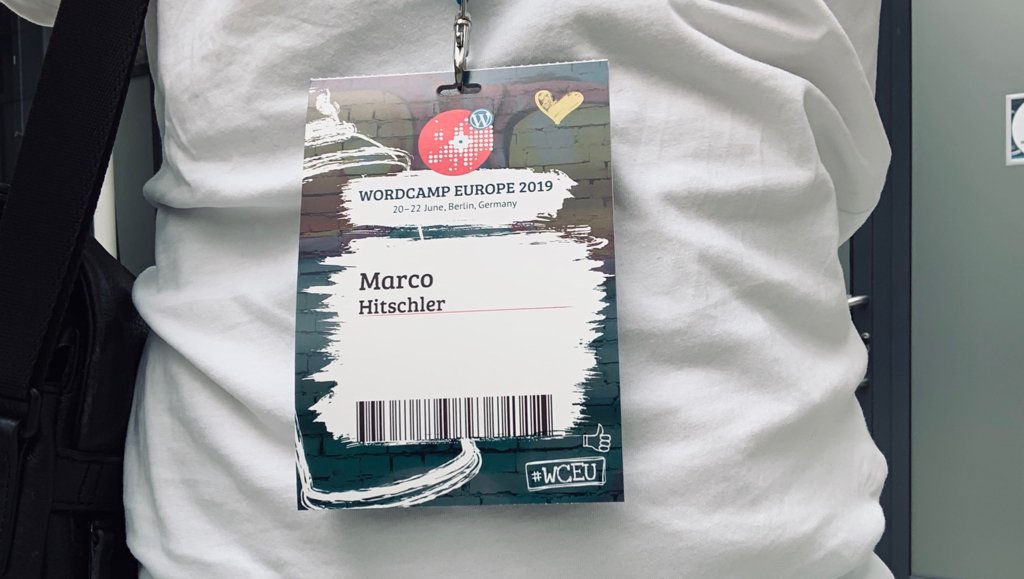 W
WORDCAMP EUROPE 2019
20–22 June, Berlin, Germany
Marco
Hitschler
#WCEU